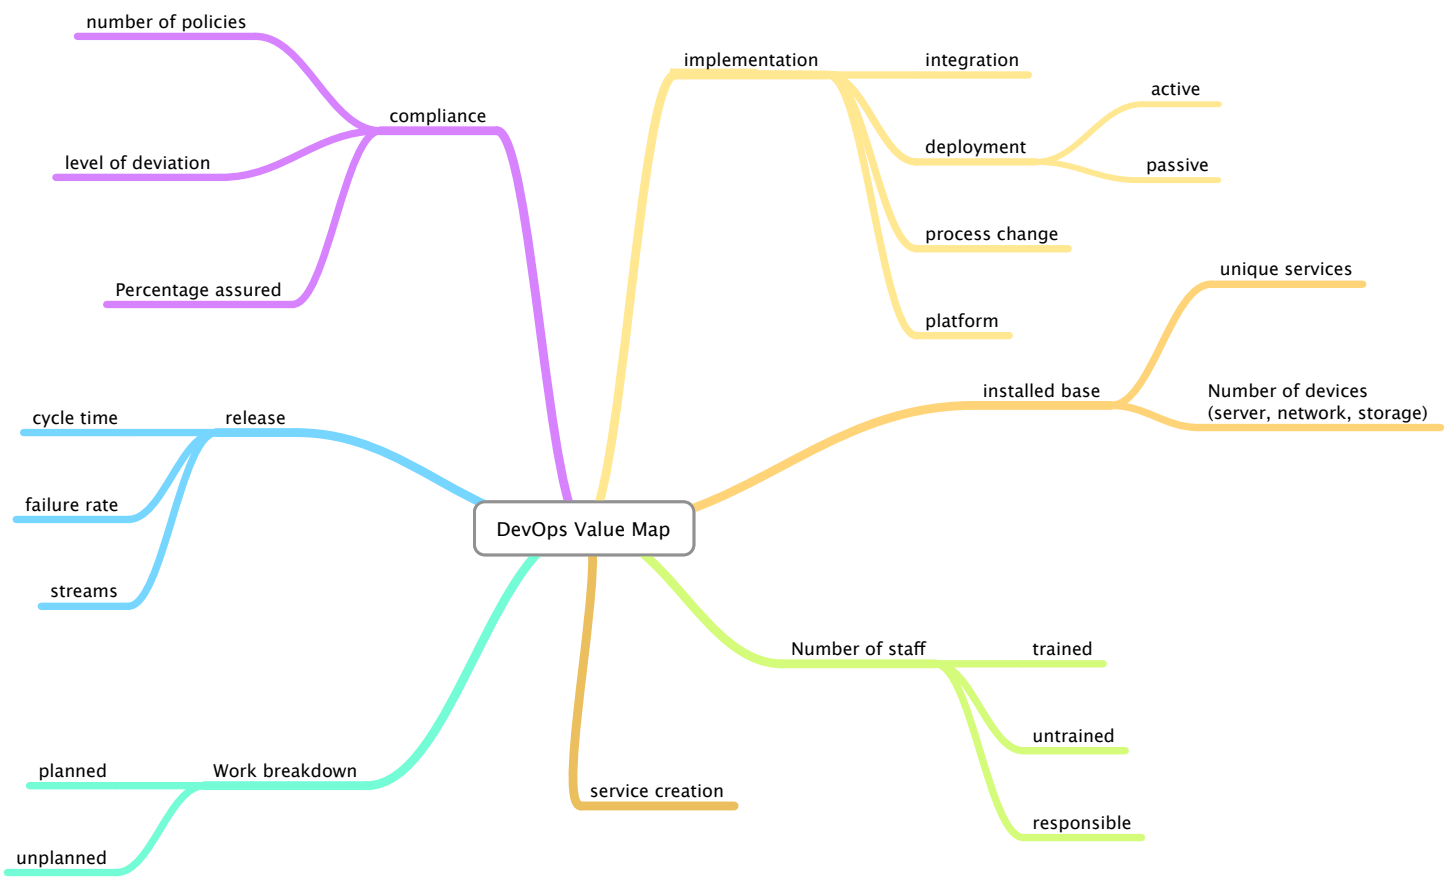 number of policies
implementation
integration
active
compliance
deployment
level of deviation
passive
process change
unique services
Percentage assured
platform
installed base
Number of devices
(server, network, storage)
cycle time
release
failure rate
DevOps Value Map
streams
Number of staff
trained
untrained
planned
Work breakdown
service creation
responsible
unplanned